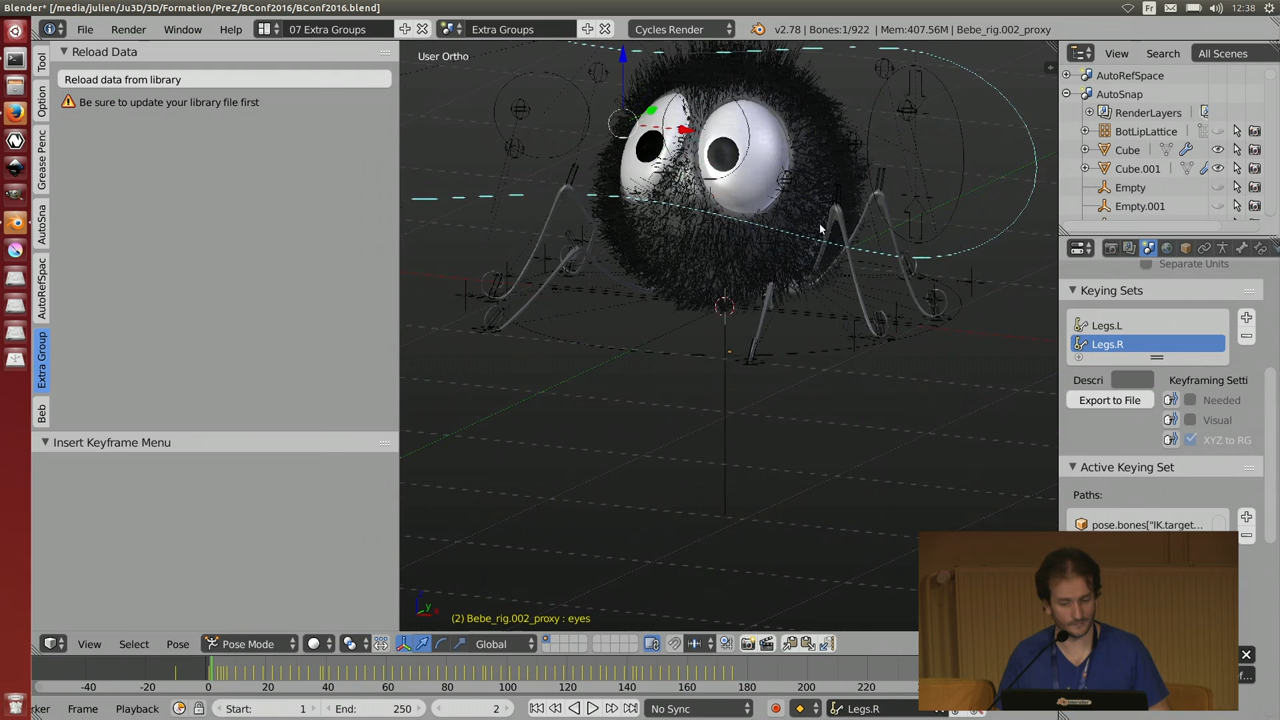 Blender* [/media/julien/Ju3D/3D/Formation/PreZ/BConf2016/BConf2016.blend]
Fr
12:38
File
Render
Window
Help
07 Extra Groups
Extra Groups
Cycles Render
v2.78 | Bones:1/922 | Mem:407.56M | Bebe_rig.002_proxy
Reload Data
Reload data from library
Be sure to update your library file first
Tool
Option
Grease Penc
AutoSna
AutoRefSpac
Extra Group
Beb
Insert Keyframe Menu
User Ortho
(2) Bebe_rig.002_proxy : eyes
y
View
Search
All Scenes
AutoRefSpace
AutoSnap
RenderLayers
BotLipLattice
Cube
Cube.001
Empty
Empty.001
Separate Units
Keying Sets
Legs.L
Legs.R
Descri
Keyframing Setti
Export to File
Needed
Visual
XYZ to RG
Active Keying Set
Paths:
pose.bones["IK.target...
f...
View
Select
Pose
Pose Mode
Global
-40 -20 0 20 40 60 80 100 120 140 160 180 200 220
rker
Frame
Playback
Start: 1
End: 250
2
No Sync
Legs.R